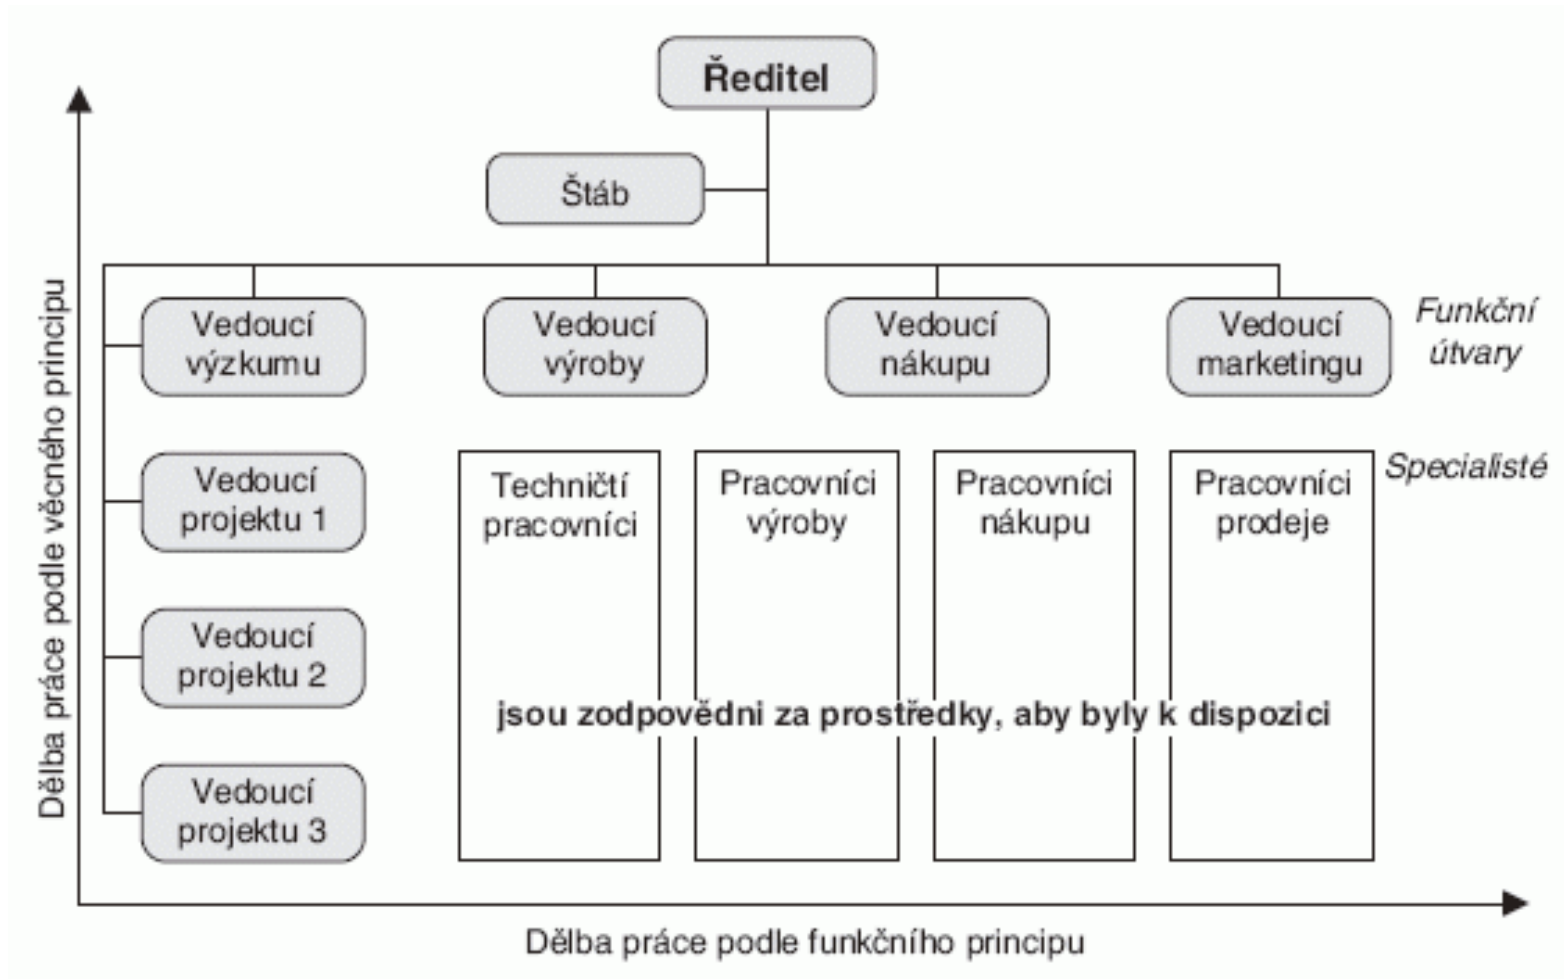 Ředitel
Štáb
Vedoucí
výzkumu
Vedoucí
výroby
Vedoucí
nákupu
Vedoucí
marketingu
Funkční
útvary
Vedoucí
projektu 1
Techničtí
pracovníci
Pracovníci
výroby
Pracovníci
nákupu
Pracovníci
prodeje
Specialisté
Vedoucí
projektu 2
jsou zodpovědni za prostředky, aby byly k dispozici
Vedoucí
projektu 3
Dělba práce podle věcného principu
Dělba práce podle funkčního principu